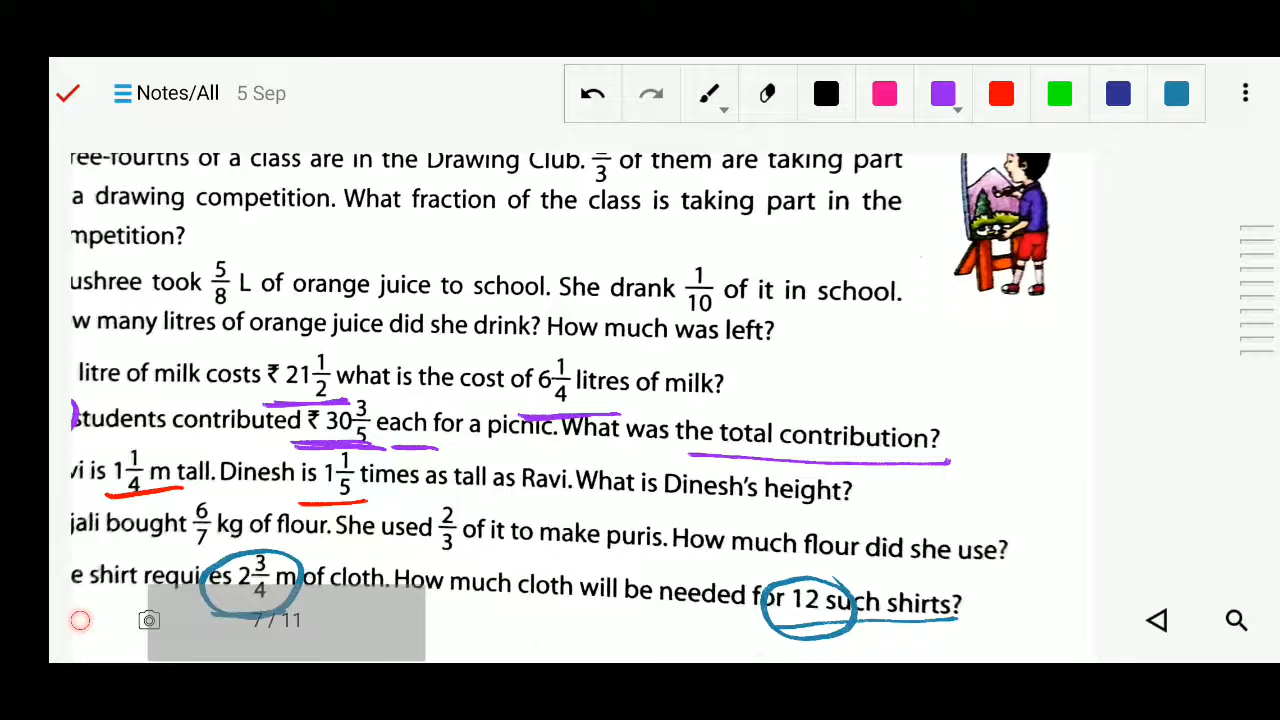 Notes/All 5 Sep
ree-fourths of a class are in the Drawing Club. /3 of them are taking part
a drawing competition. What fraction of the class is taking part in the
mpetition?
ushree took 5/8 L of orange juice to school. She drank 1/10 of it in school.
w many litres of orange juice did she drink? How much was left?
litre of milk costs ₹ 21 1/2 what is the cost of 6 1/4 litres of milk?
students contributed ₹ 30 3/5 each for a picnic. What was the total contribution?
vi is 1 1/4 m tall. Dinesh is 1 1/5 times as tall as Ravi. What is Dinesh's height?
jali bought 6/7 kg of flour. She used 2/3 of it to make puris. How much flour did she use?
e shirt requires 2 3/4 m of cloth. How much cloth will be needed for 12 such shirts?
7 / 11